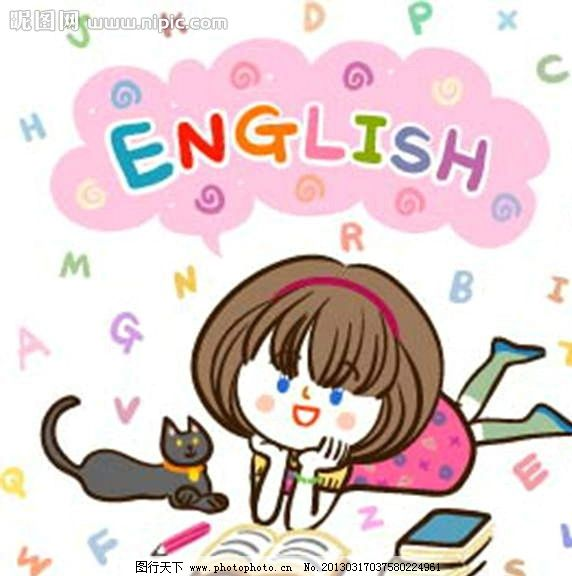 昵图网
www.nipic.com
S H D P X
C
ENGLISH
H
R
M N B I
G
A
V
E
Q
Z
F
W S
图行天下 www.photophoto.cn No.20130317037580224961